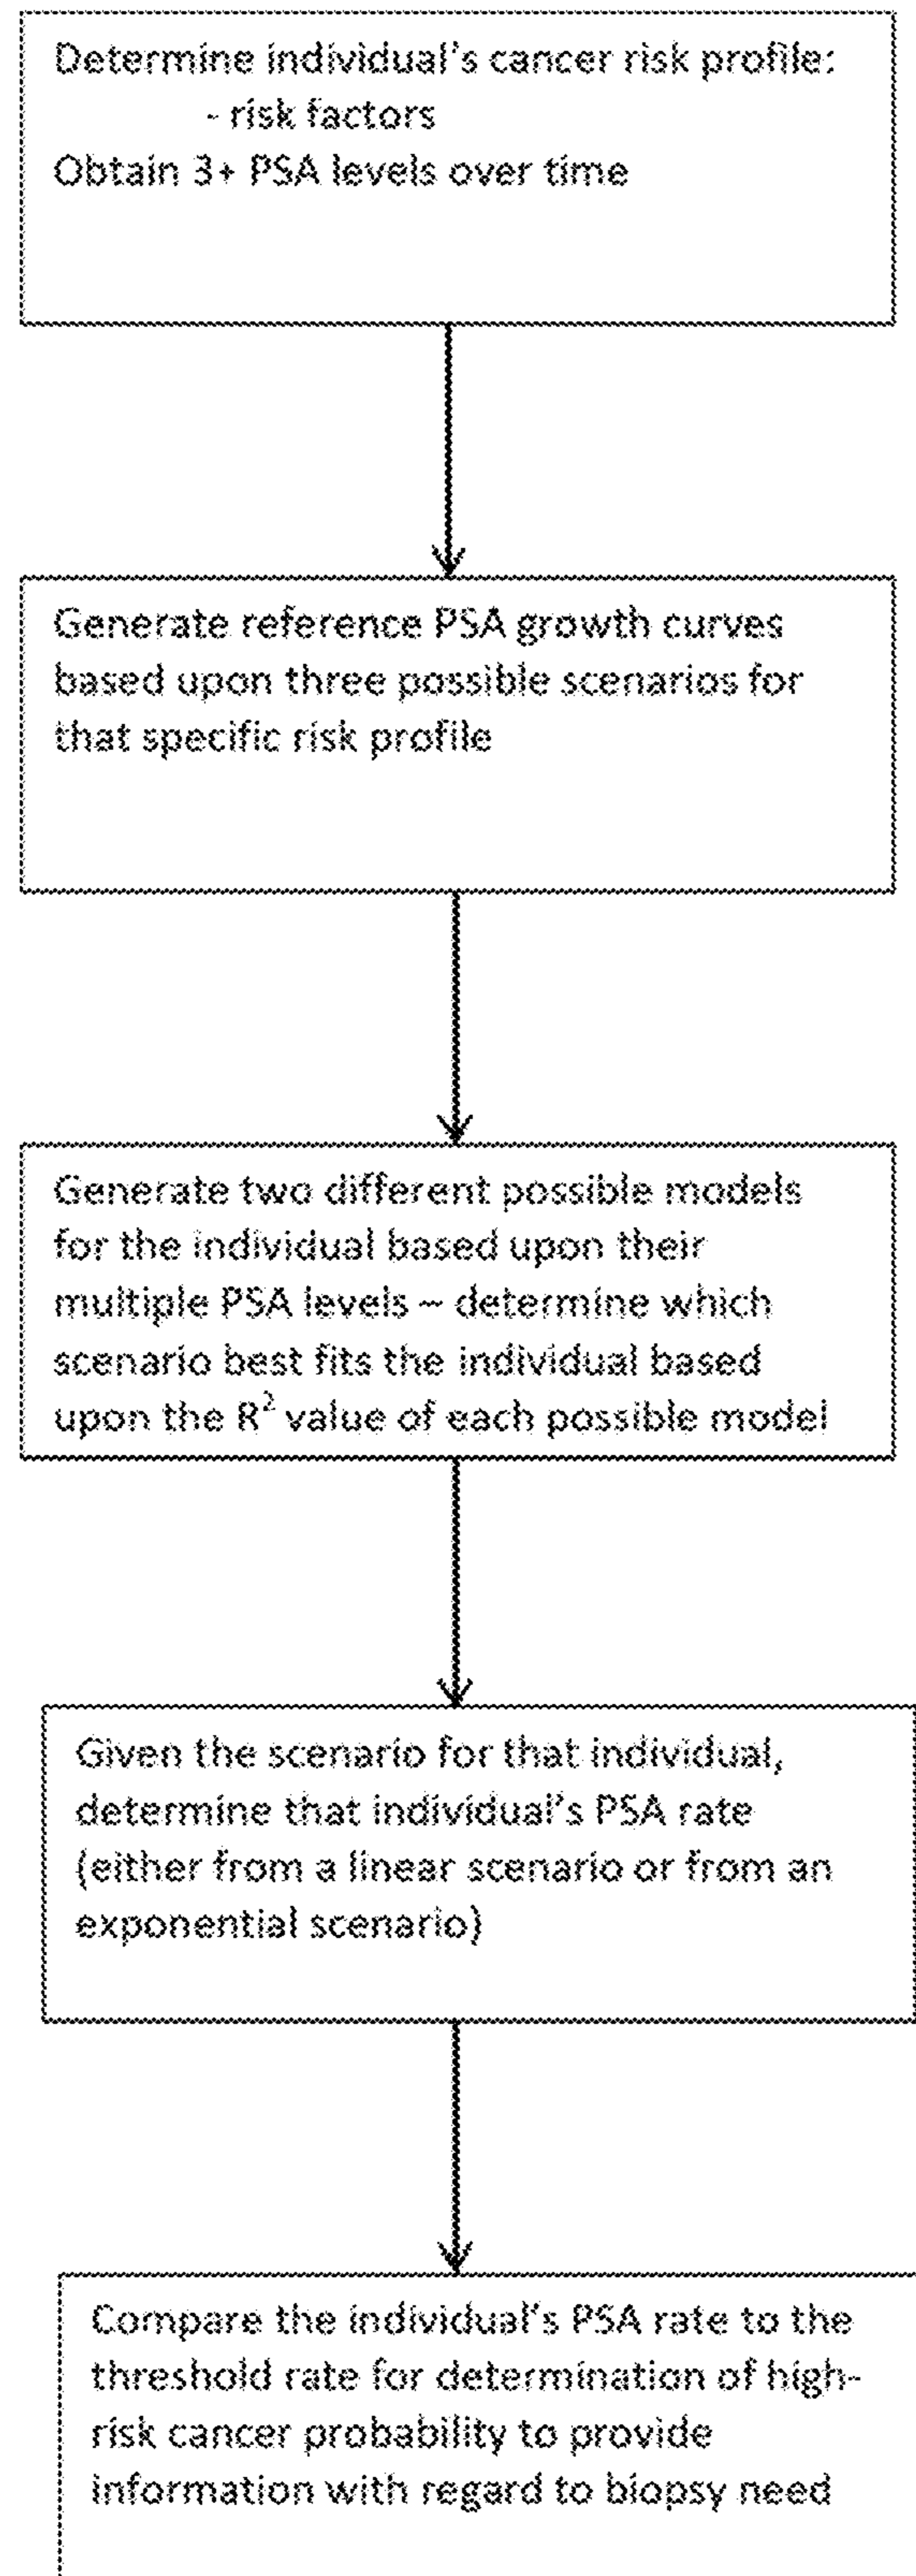 Determine individual's cancer risk profile:
- risk factors
Obtain 3+ PSA levels over time
Generate reference PSA growth curves
based upon three possible scenarios for
that specific risk profile
Generate two different possible models
for the individual based upon their
multiple PSA levels – determine which
scenario best fits the individual based
upon the R² value of each possible model
Given the scenario for that individual,
determine that individual's PSA rate
(either from a linear scenario or from an
exponential scenario)
Compare the individual's PSA rate to the
threshold rate for determination of high-
risk cancer probability to provide
information with regard to biopsy need